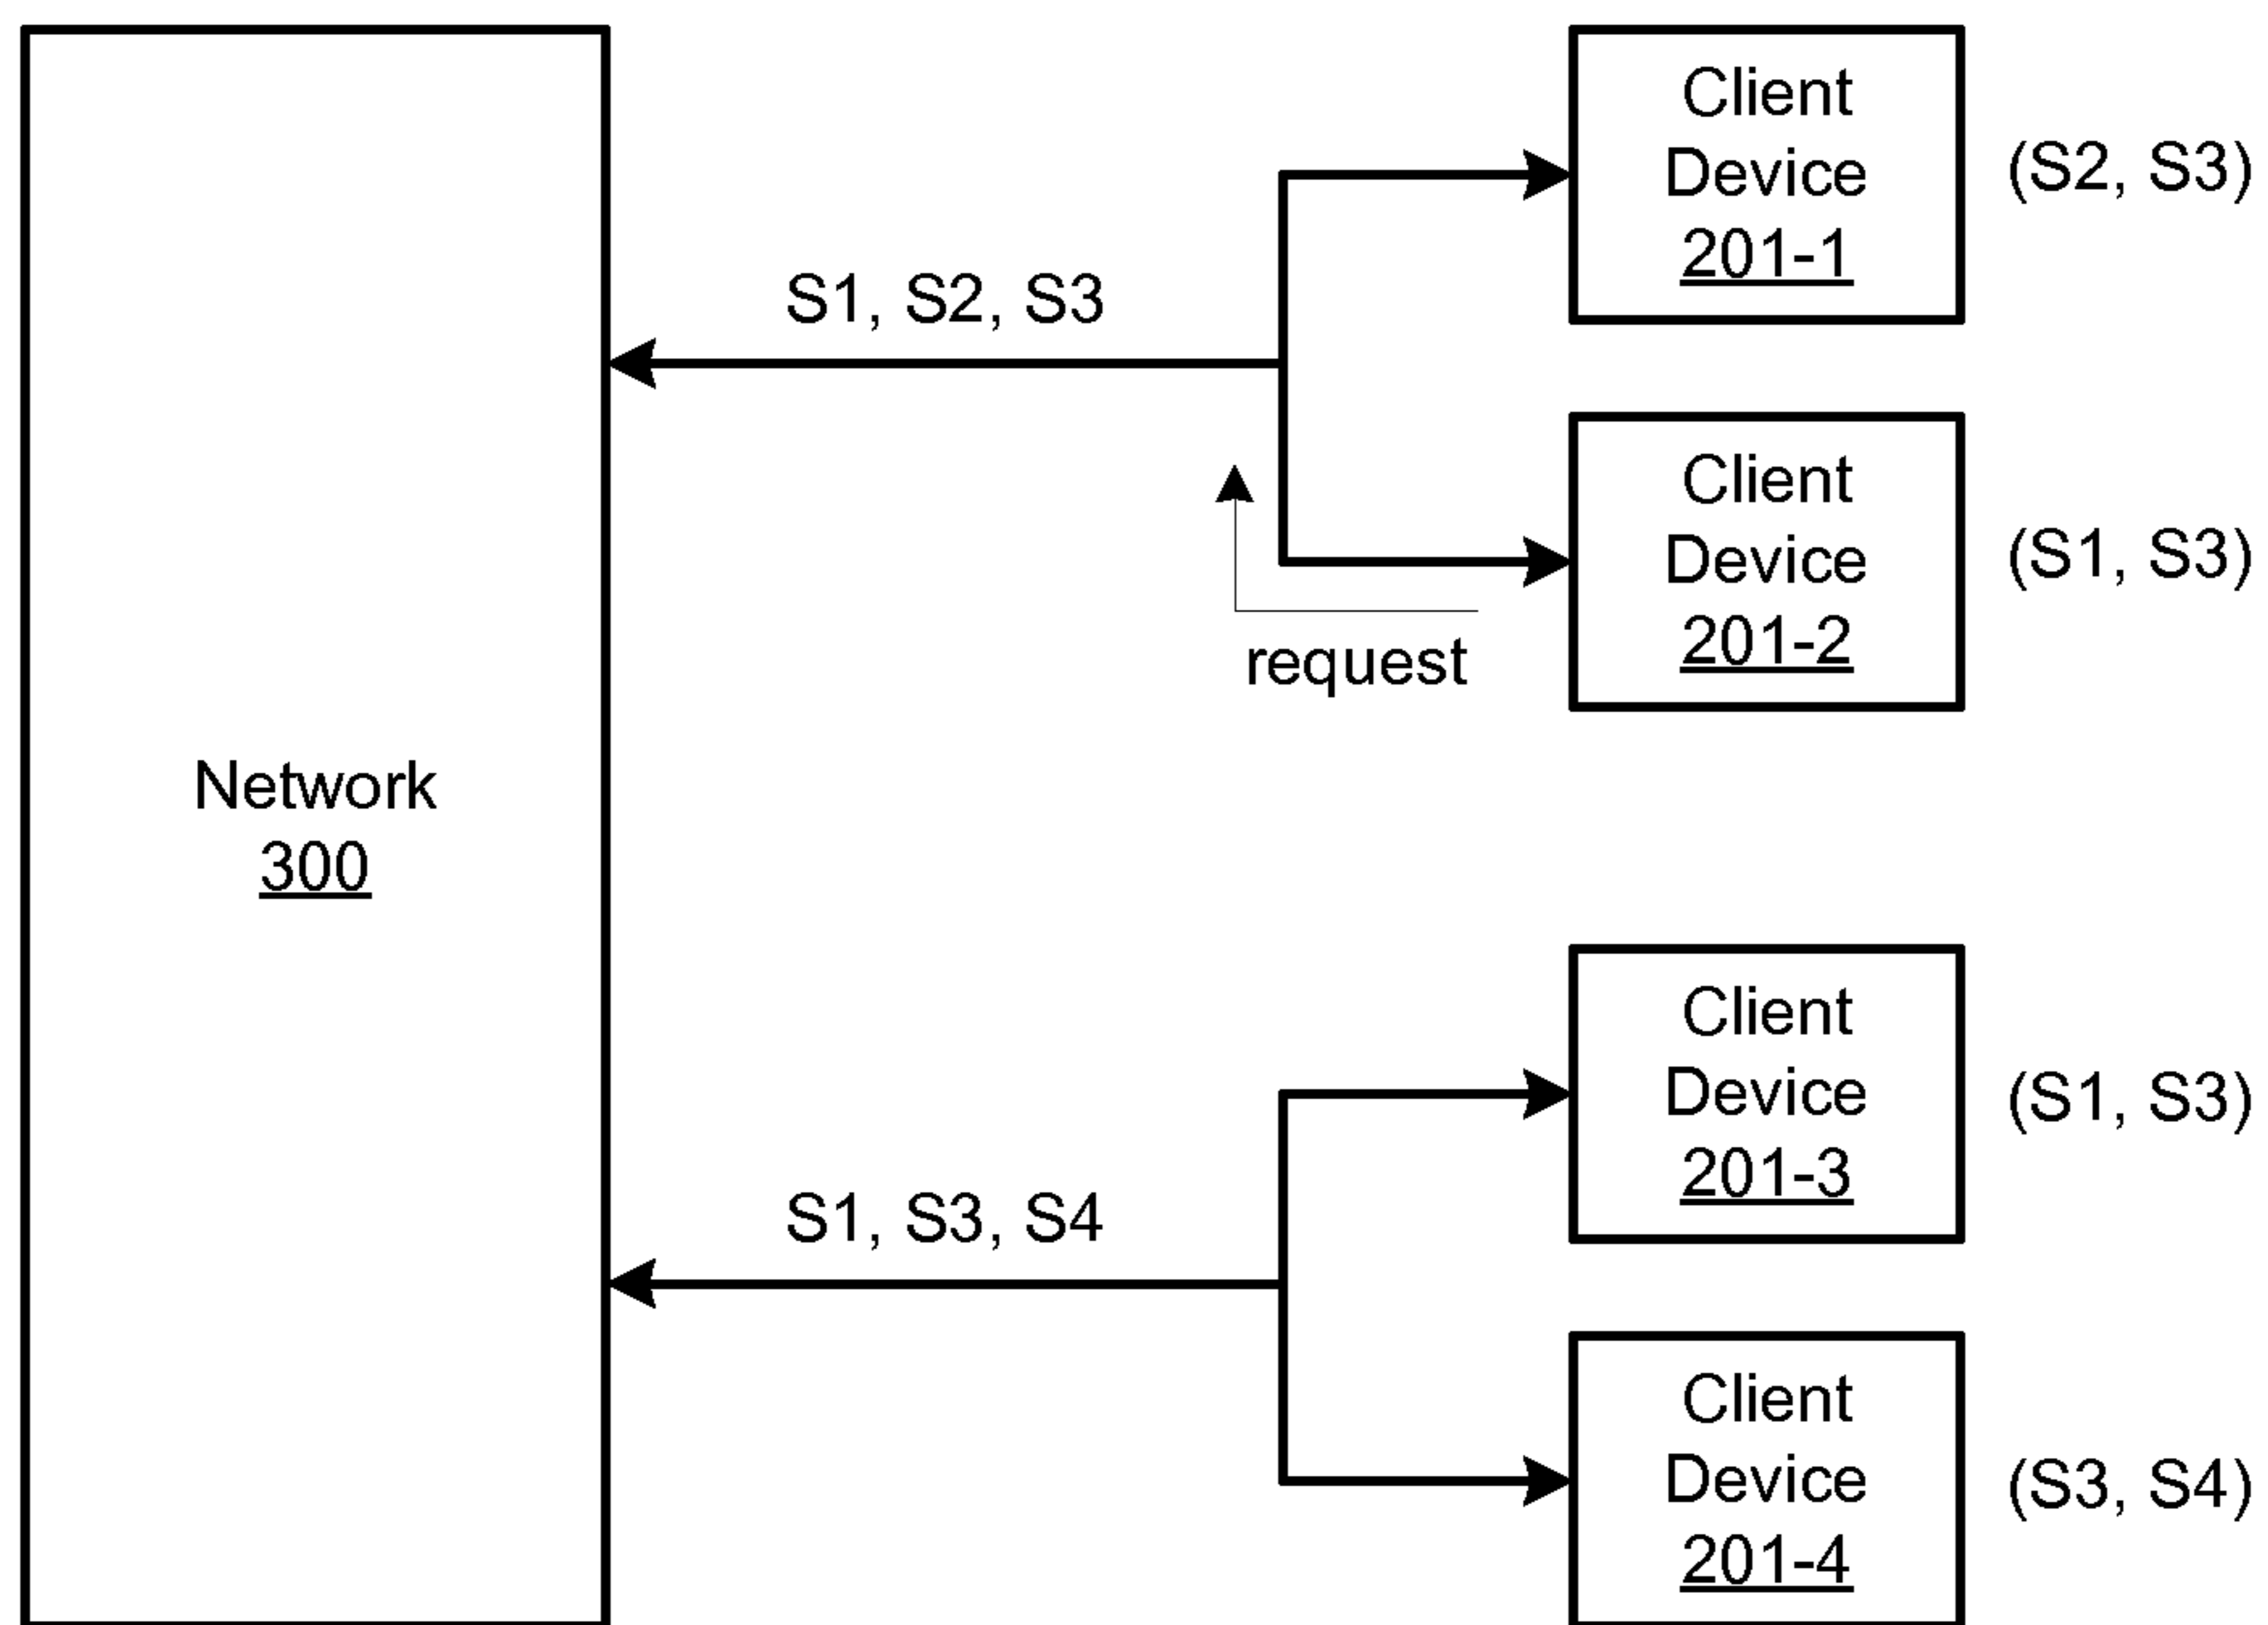 Client
Device
201-1
(S2, S3)
S1, S2, S3
Client
Device
201-2
(S1, S3)
request
Network
300
Client
Device
201-3
(S1, S3)
S1, S3, S4
Client
Device
201-4
(S3, S4)